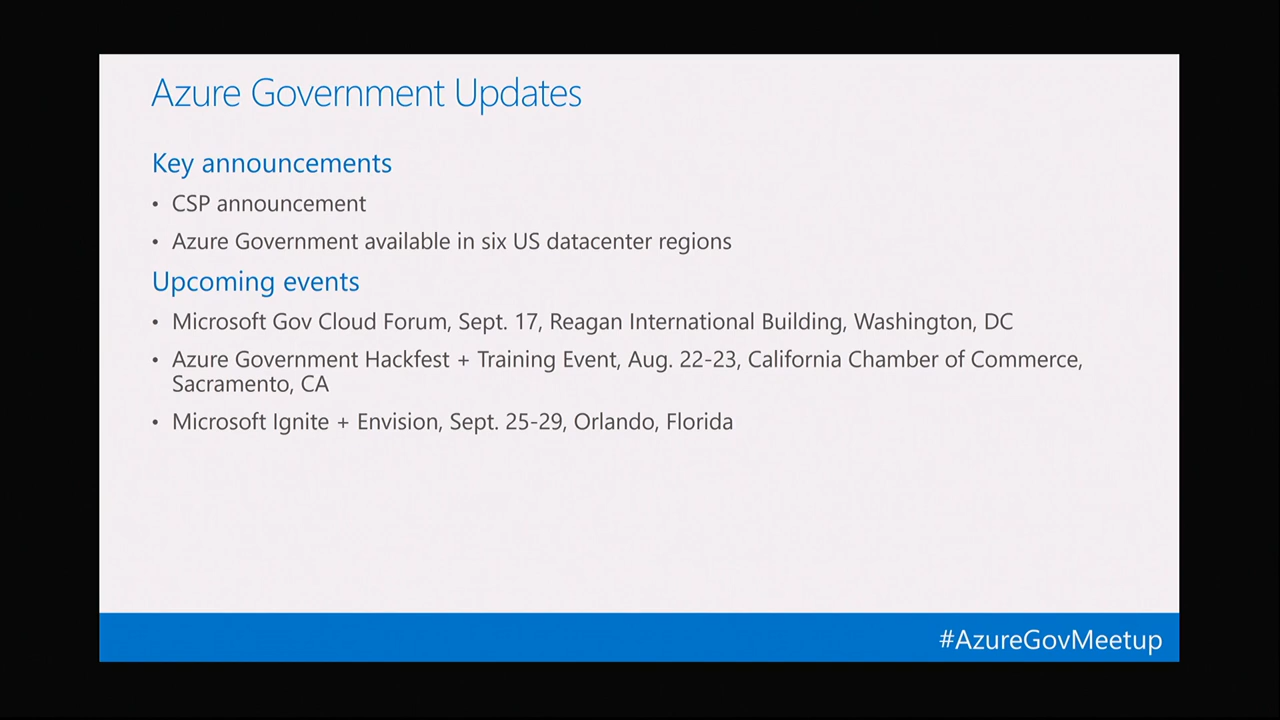 Azure Government Updates
Key announcements
• CSP announcement
• Azure Government available in six US datacenter regions
Upcoming events
• Microsoft Gov Cloud Forum, Sept. 17, Reagan International Building, Washington, DC
• Azure Government Hackfest + Training Event, Aug. 22-23, California Chamber of Commerce,
Sacramento, CA
• Microsoft Ignite + Envision, Sept. 25-29, Orlando, Florida
#AzureGovMeetup